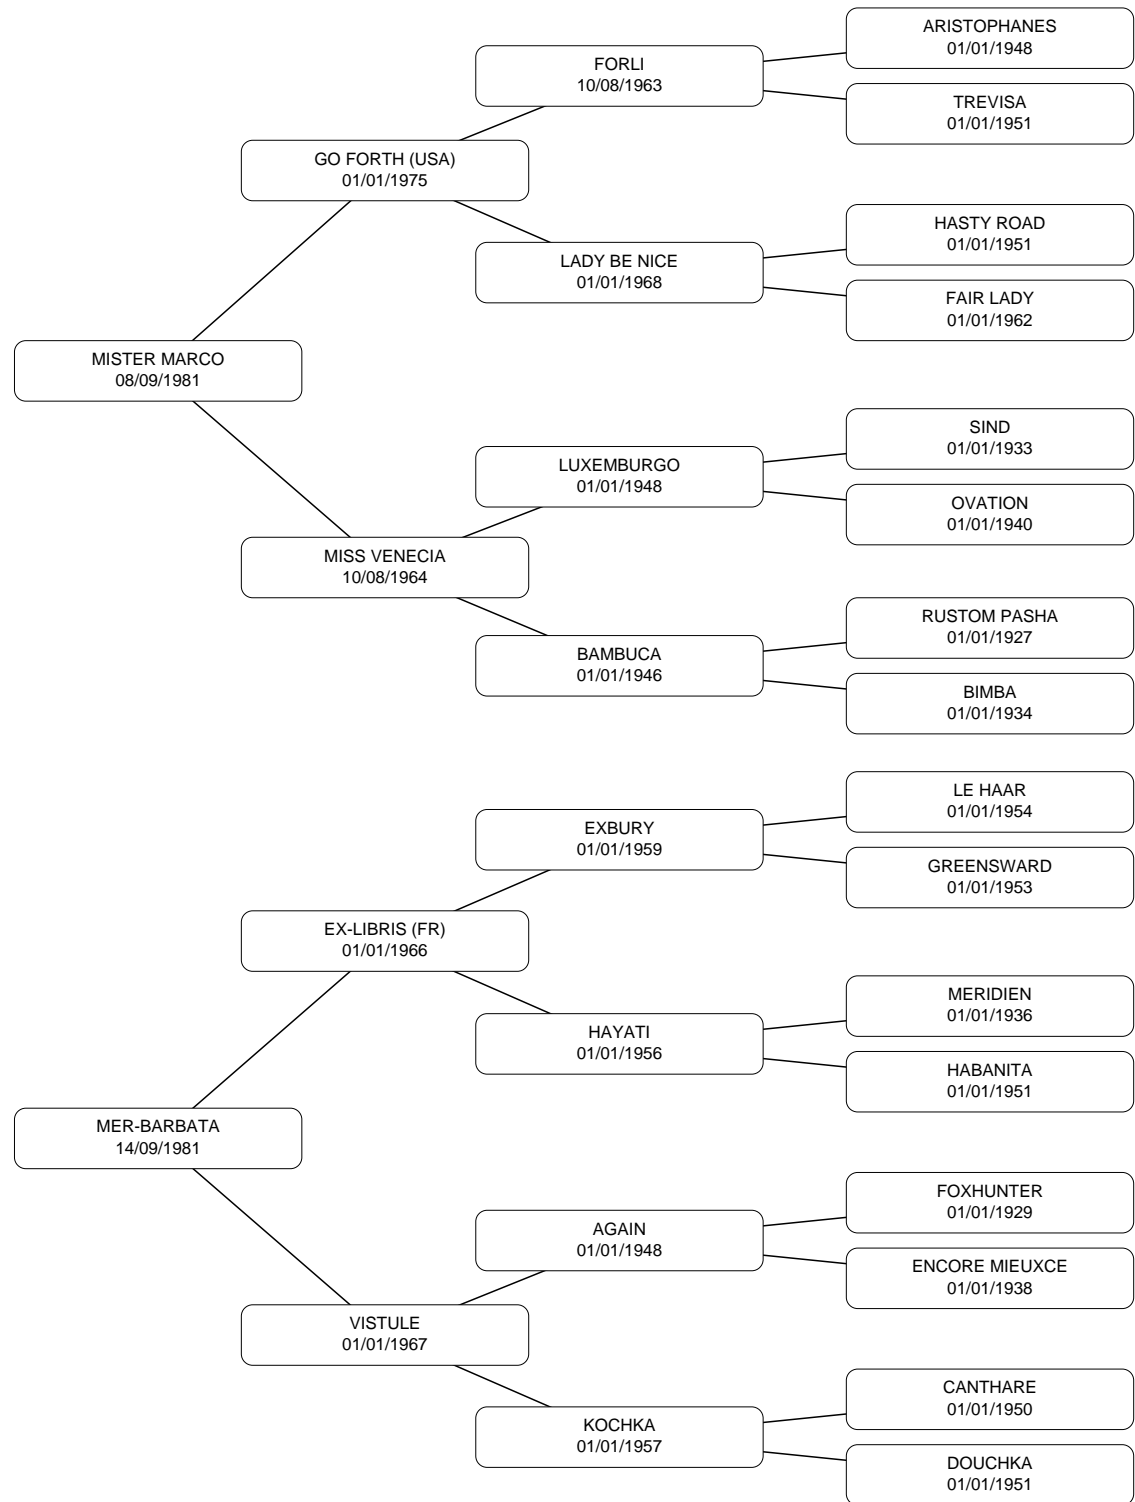 ARISTOPHANES
01/01/1948
FORLI
10/08/1963
TREVISA
01/01/1951
GO FORTH (USA)
01/01/1975
HASTY ROAD
01/01/1951
LADY BE NICE
01/01/1968
FAIR LADY
01/01/1962
MISTER MARCO
08/09/1981
SIND
01/01/1933
LUXEMBURGO
01/01/1948
OVATION
01/01/1940
MISS VENECIA
10/08/1964
RUSTOM PASHA
01/01/1927
BAMBUCA
01/01/1946
BIMBA
01/01/1934
LE HAAR
01/01/1954
EXBURY
01/01/1959
GREENSWARD
01/01/1953
EX-LIBRIS (FR)
01/01/1966
MERIDIEN
01/01/1936
HAYATI
01/01/1956
HABANITA
01/01/1951
MER-BARBATA
14/09/1981
FOXHUNTER
01/01/1929
AGAIN
01/01/1948
ENCORE MIEUXCE
01/01/1938
VISTULE
01/01/1967
CANTHARE
01/01/1950
KOCHKA
01/01/1957
DOUCHKA
01/01/1951